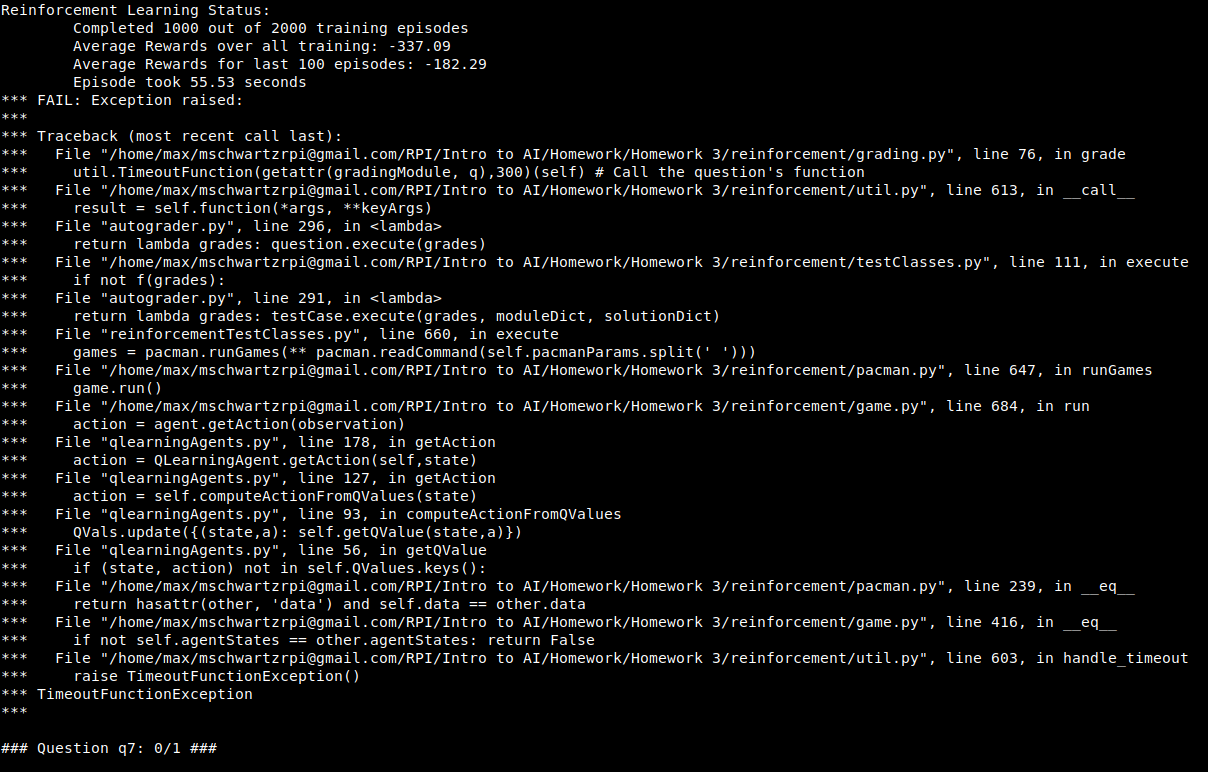 Reinforcement Learning Status:
        Completed 1000 out of 2000 training episodes
        Average Rewards over all training: -337.09
        Average Rewards for last 100 episodes: -182.29
        Episode took 55.53 seconds
*** FAIL: Exception raised:
***
*** Traceback (most recent call last):
***   File "/home/max/mschwartzrpi@gmail.com/RPI/Intro to AI/Homework/Homework 3/reinforcement/grading.py", line 76, in grade
***     util.TimeoutFunction(getattr(gradingModule, q),300)(self) # Call the question's function
***   File "/home/max/mschwartzrpi@gmail.com/RPI/Intro to AI/Homework/Homework 3/reinforcement/util.py", line 613, in __call__
***     result = self.function(*args, **keyArgs)
***   File "autograder.py", line 296, in <lambda>
***     return lambda grades: question.execute(grades)
***   File "/home/max/mschwartzrpi@gmail.com/RPI/Intro to AI/Homework/Homework 3/reinforcement/testClasses.py", line 111, in execute
***     if not f(grades):
***   File "autograder.py", line 291, in <lambda>
***     return lambda grades: testCase.execute(grades, moduleDict, solutionDict)
***   File "reinforcementTestClasses.py", line 660, in execute
***     games = pacman.runGames(** pacman.readCommand(self.pacmanParams.split(' ')))
***   File "/home/max/mschwartzrpi@gmail.com/RPI/Intro to AI/Homework/Homework 3/reinforcement/pacman.py", line 647, in runGames
***     game.run()
***   File "/home/max/mschwartzrpi@gmail.com/RPI/Intro to AI/Homework/Homework 3/reinforcement/game.py", line 684, in run
***     action = agent.getAction(observation)
***   File "qlearningAgents.py", line 178, in getAction
***     action = QLearningAgent.getAction(self,state)
***   File "qlearningAgents.py", line 127, in getAction
***     action = self.computeActionFromQValues(state)
***   File "qlearningAgents.py", line 93, in computeActionFromQValues
***     QVals.update({(state,a): self.getQValue(state,a)})
***   File "qlearningAgents.py", line 56, in getQValue
***     if (state, action) not in self.QValues.keys():
***   File "/home/max/mschwartzrpi@gmail.com/RPI/Intro to AI/Homework/Homework 3/reinforcement/pacman.py", line 239, in __eq__
***     return hasattr(other, 'data') and self.data == other.data
***   File "/home/max/mschwartzrpi@gmail.com/RPI/Intro to AI/Homework/Homework 3/reinforcement/game.py", line 416, in __eq__
***     if not self.agentStates == other.agentStates: return False
***   File "/home/max/mschwartzrpi@gmail.com/RPI/Intro to AI/Homework/Homework 3/reinforcement/util.py", line 603, in handle_timeout
***     raise TimeoutFunctionException()
*** TimeoutFunctionException
***

### Question q7: 0/1 ###